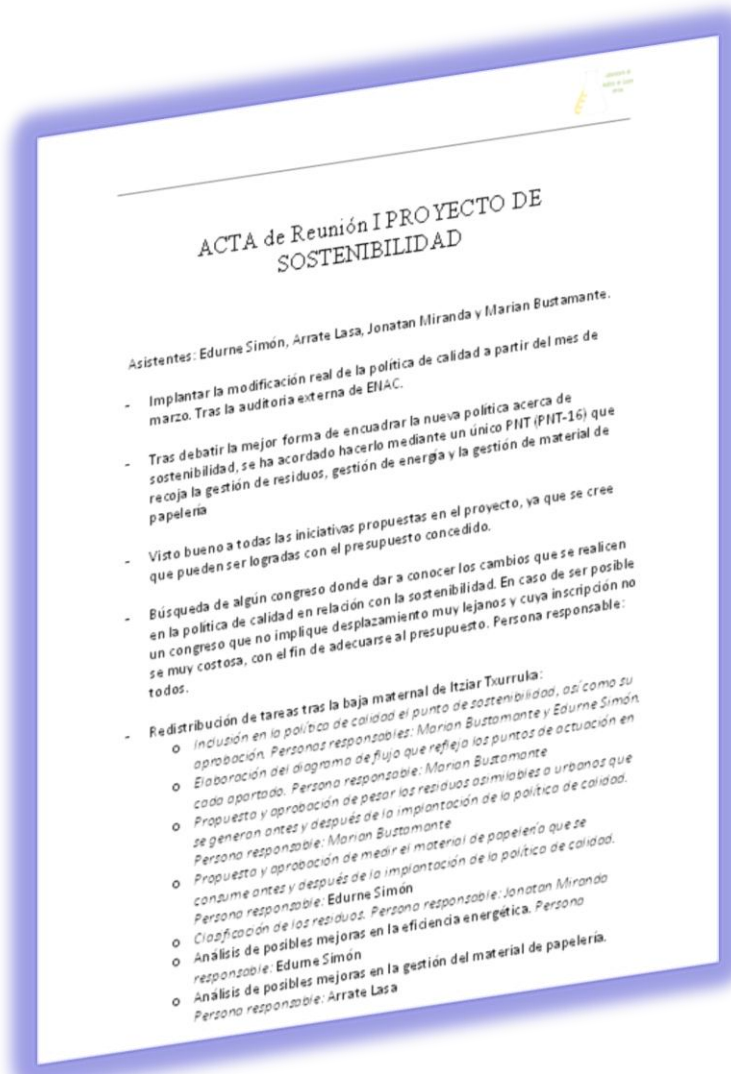 ACTA de Reunión I PROYECTO DE
SOSTENIBILIDAD
Asistentes: Edurne Simón, Arrate Lasa, Jonatan Miranda y Marian Bustamante.
- Implantar la modificación real de la política de calidad a partir del mes de
marzo. Tras la auditoria externa de ENAC.
- Tras debatir la mejor forma de encuadrar la nueva política acerca de
sostenibilidad, se ha acordado hacerlo mediante un único PNT (PNT-16) que
recoja la gestión de residuos, gestión de energía y la gestión de material de
papelería
- Visto bueno a todas las iniciativas propuestas en el proyecto, ya que se cree
que pueden ser logradas con el presupuesto concedido.
- Búsqueda de algún congreso donde dar a conocer los cambios que se realicen
en la política de calidad en relación con la sostenibilidad. En caso de ser posible
un congreso que no implique desplazamiento muy lejanos y cuya inscripción no
se muy costosa, con el fin de adecuarse al presupuesto. Persona responsable:
todos.
- Redistribución de tareas tras la baja maternal de Itziar Txurruka:
o Inclusión en la política de calidad el punto de sostenibilidad, así como su
aprobación. Personas responsables: Marian Bustamante y Edurne Simón.
o Elaboración del diagrama de flujo que refleja los puntos de actuación en
cada apartado. Persona responsable: Marian Bustamante
o Propuesta y aprobación de pesar los residuos asimilables a urbanos que
se generan antes y después de la implantación de la política de calidad.
Persona responsable: Marian Bustamante
o Propuesta y aprobación de medir el material de papelería que se
consume antes y después de la implantación de la política de calidad.
Persona responsable: Edurne Simón
o Clasificación de los residuos. Persona responsable: Jonatan Miranda
o Análisis de posibles mejoras en la eficiencia energética. Persona
responsable: Edurne Simón
o Análisis de posibles mejoras en la gestión del material de papelería.
Persona responsable: Arrate Lasa